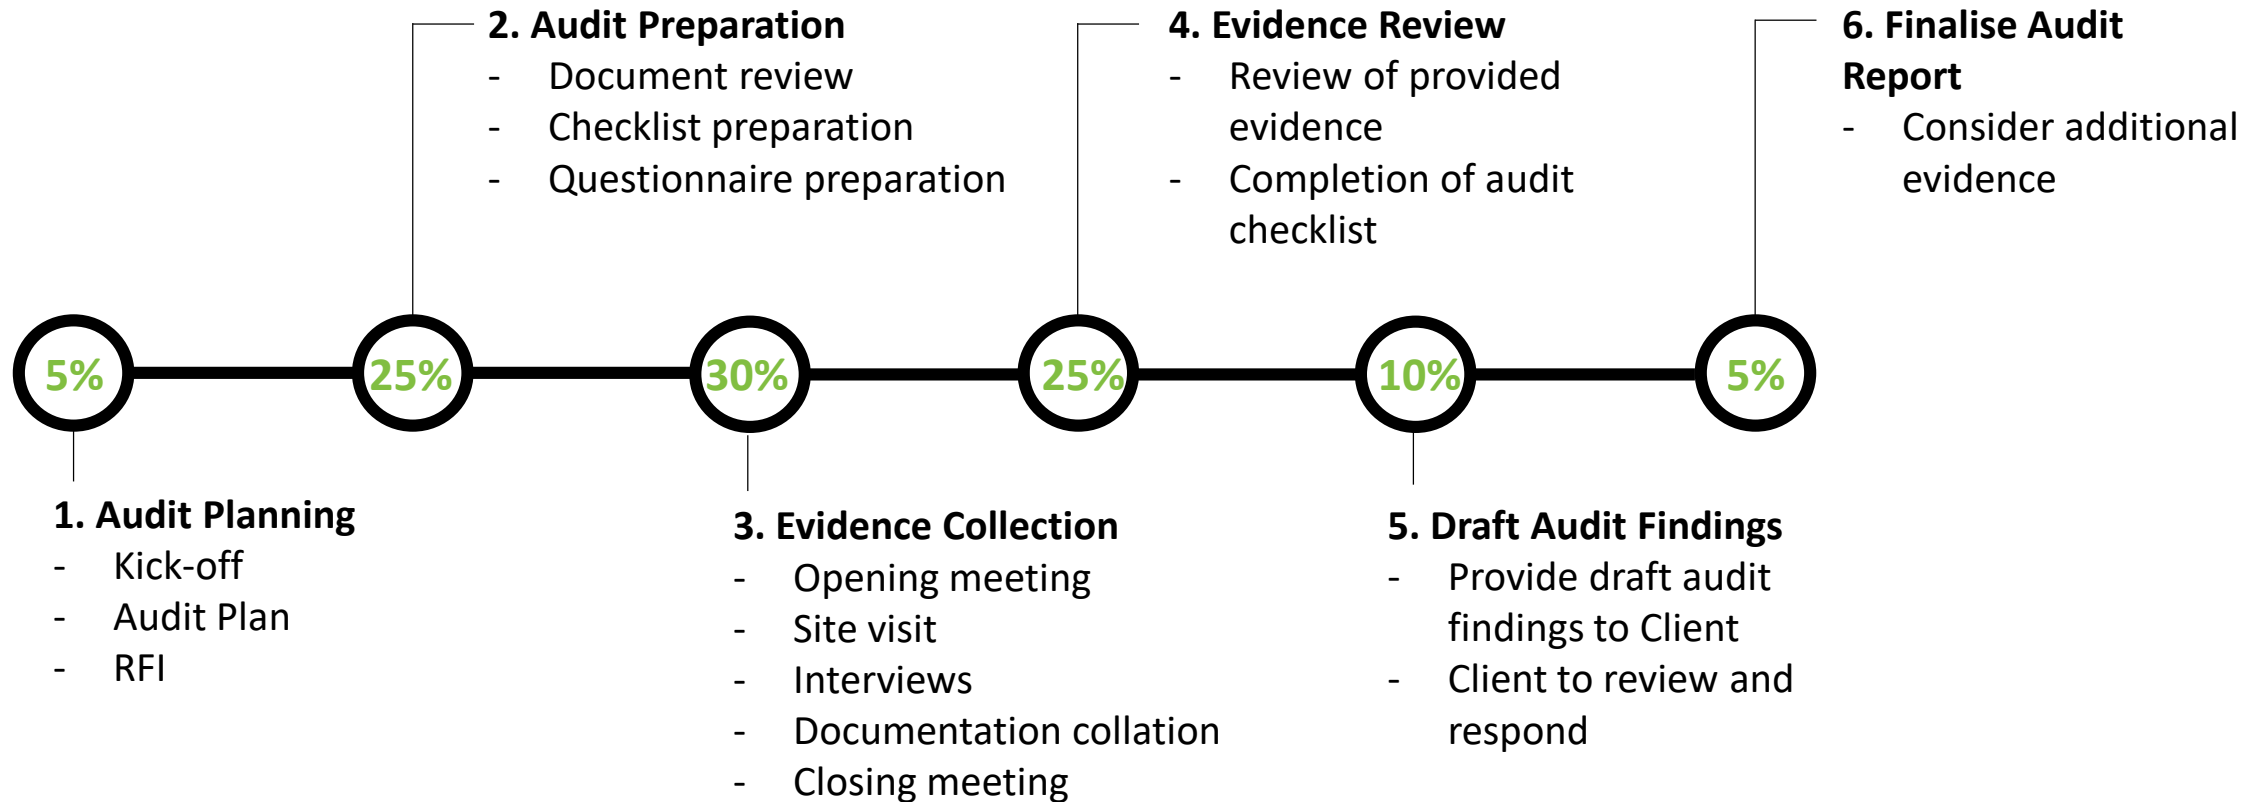 2. Audit Preparation
- Document review
- Checklist preparation
- Questionnaire preparation
4. Evidence Review
- Review of provided
evidence
- Completion of audit
checklist
6. Finalise Audit
Report
- Consider additional
evidence
5%
25%
30%
25%
10%
5%
1. Audit Planning
- Kick-off
- Audit Plan
- RFI
3. Evidence Collection
- Opening meeting
- Site visit
- Interviews
- Documentation collation
- Closing meeting
5. Draft Audit Findings
- Provide draft audit
findings to Client
- Client to review and
respond